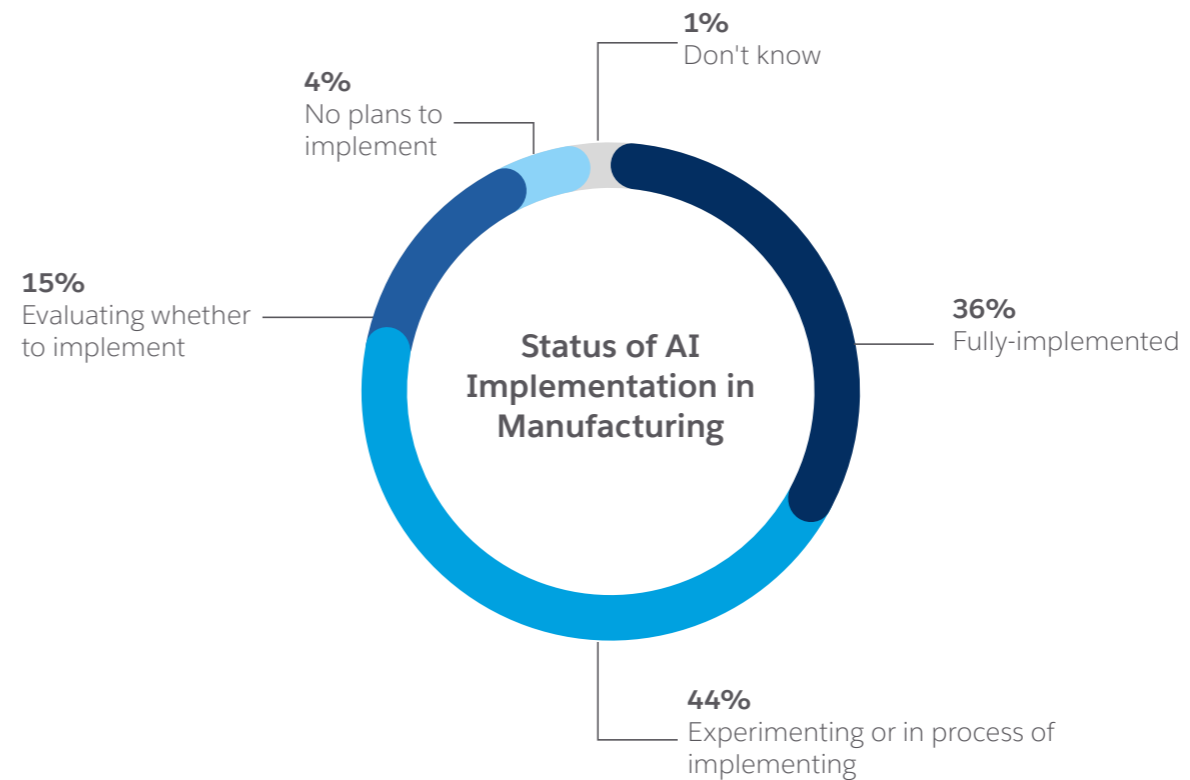 1%
Don't know
4%
No plans to
implement
15%
Evaluating whether
to implement
Status of AI
Implementation in
Manufacturing
36%
Fully-implemented
44%
Experimenting or in process of
implementing